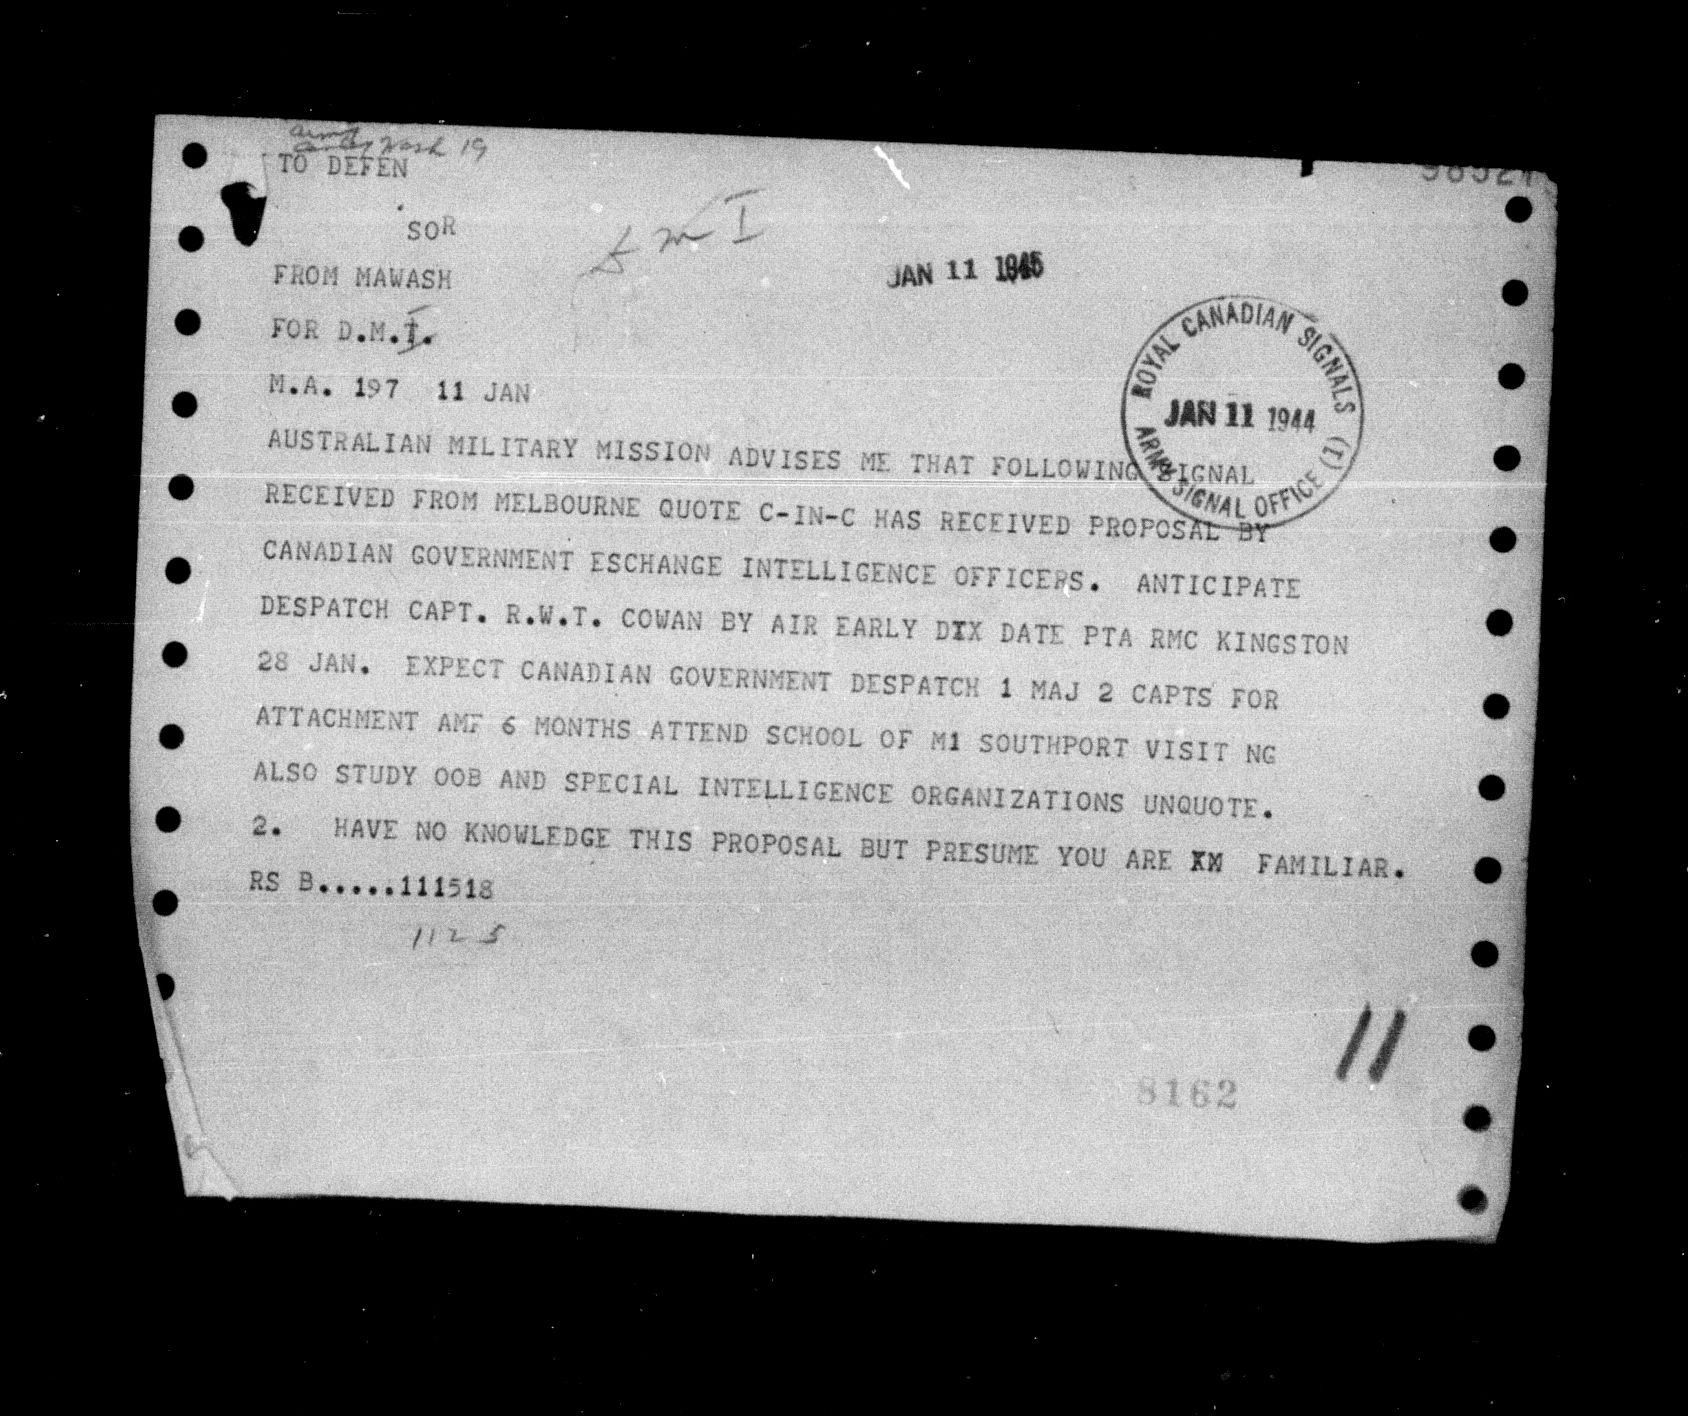 army
Wash 19
TO DEFEN
SOR
D M I
FROM MAWASH
JAN 11 1945
FOR D.M.I.
ROYAL CANADIAN SIGNALS
JAN 11 1944
ARMY SIGNAL OFFICE (1)
M.A. 197 11 JAN
AUSTRALIAN MILITARY MISSION ADVISES ME THAT FOLLOWING SIGNAL
RECEIVED FROM MELBOURNE QUOTE C-IN-C HAS RECEIVED PROPOSAL BY
CANADIAN GOVERNMENT ESCHANGE INTELLIGENCE OFFICERS. ANTICIPATE
DESPATCH CAPT. R.W.T. COWAN BY AIR EARLY DIX DATE PTA RMC KINGSTON
28 JAN. EXPECT CANADIAN GOVERNMENT DESPATCH 1 MAJ 2 CAPTS FOR
ATTACHMENT AMF 6 MONTHS ATTEND SCHOOL OF M1 SOUTHPORT VISIT NG
ALSO STUDY OOB AND SPECIAL INTELLIGENCE ORGANIZATIONS UNQUOTE.
2. HAVE NO KNOWLEDGE THIS PROPOSAL BUT PRESUME YOU ARE XM FAMILIAR.
RS B.....111518
1125
11
8162